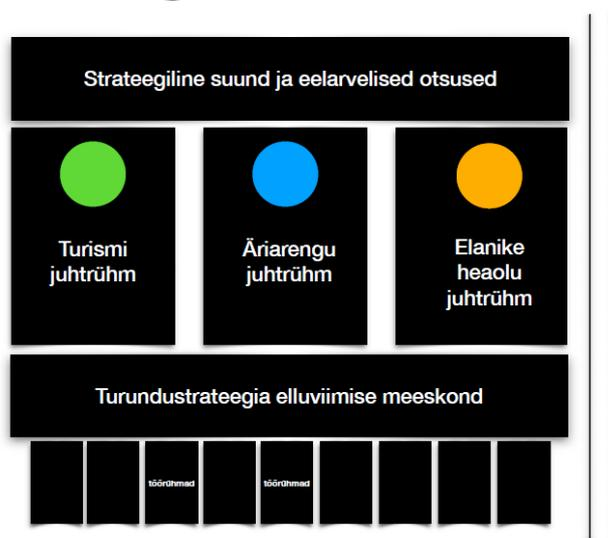 Strateegiline suund ja eelarvelised otsused
Turismi
juhtrühm
Äriarengu
juhtrühm
Elanike
heaolu
juhtrühm
Turundustrateegia elluviimise meeskond
töörühmad
töörühmad